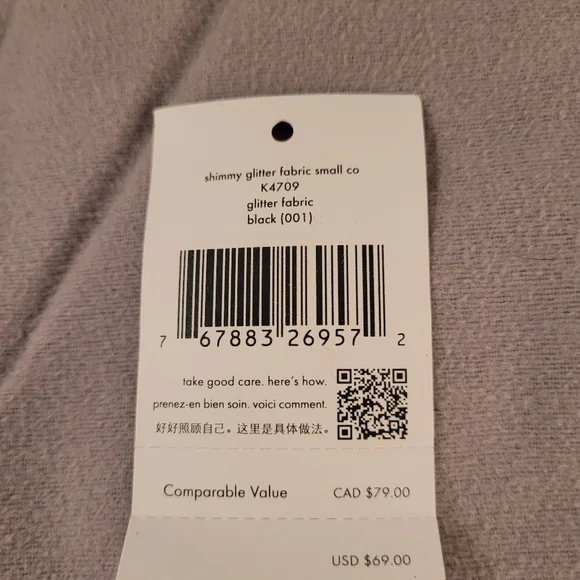 shimmy glitter fabric small co
K4709
glitter fabric
black (001)
7 67883 26957 2
take good care. here's how.
prenez-en bien soin. voici comment.
好好照顾自己。这里是具体做法。
Comparable Value CAD $79.00
USD $69.00